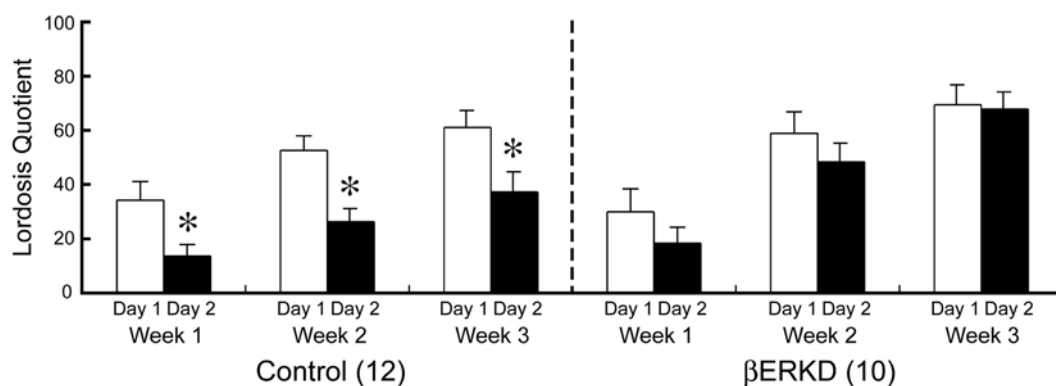 Lordosis Quotient
100
80
60
40
20
0
*
*
*
Day 1 Day 2 Day 1 Day 2 Day 1 Day 2 Day 1 Day 2 Day 1 Day 2 Day 1 Day 2
Week 1 Week 2 Week 3 Week 1 Week 2 Week 3
Control (12) βERKD (10)